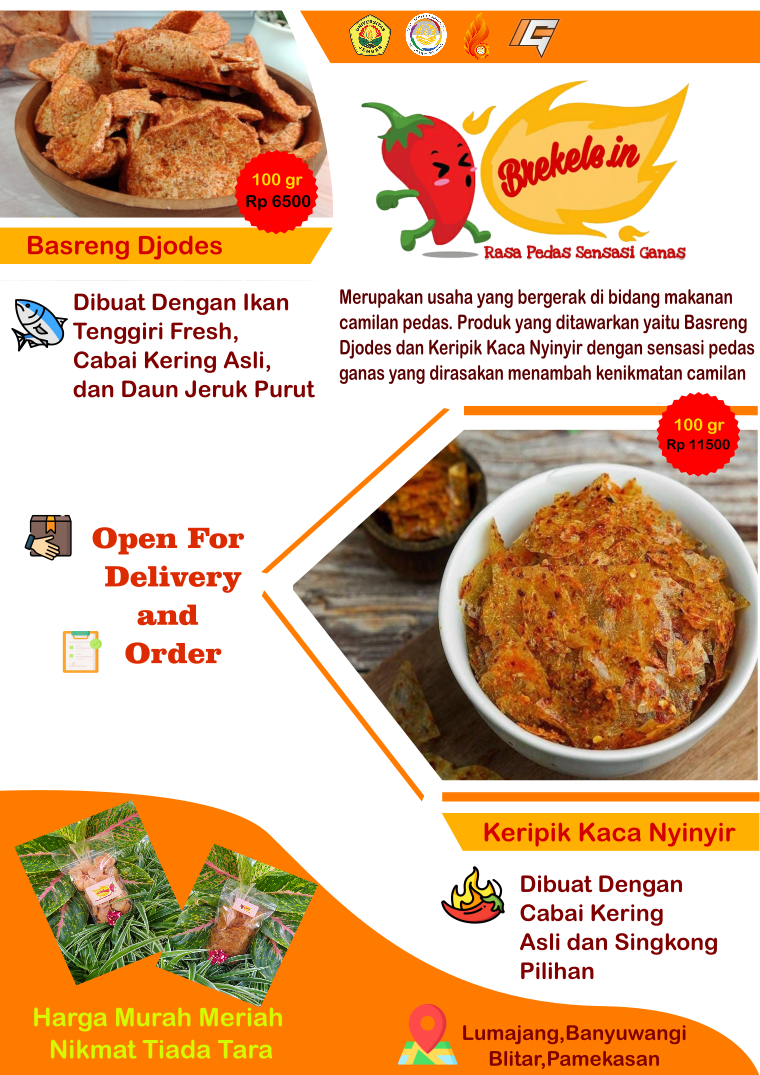 UNIVERSITAS
JEMBER
100 gr
Rp 6500
Basreng Djodes
Brekele.in
Rasa Pedas Sensasi Ganas
Dibuat Dengan Ikan
Tenggiri Fresh,
Cabai Kering Asli,
dan Daun Jeruk Purut
Merupakan usaha yang bergerak di bidang makanan
camilan pedas. Produk yang ditawarkan yaitu Basreng
Djodes dan Keripik Kaca Nyinyir dengan sensasi pedas
ganas yang dirasakan menambah kenikmatan camilan
100 gr
Rp 11500
Open For
Delivery
and
Order
Keripik Kaca Nyinyir
Dibuat Dengan
Cabai Kering
Asli dan Singkong
Pilihan
Harga Murah Meriah
Nikmat Tiada Tara
Lumajang,Banyuwangi
Blitar,Pamekasan